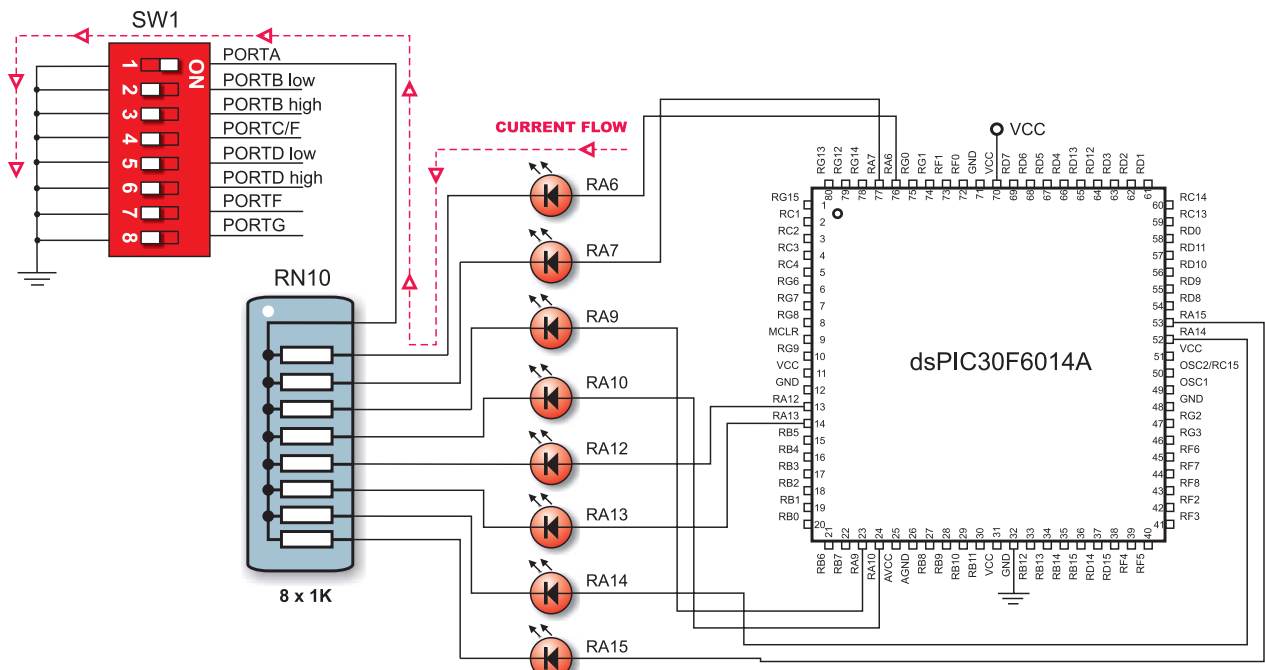 SW1
ON
1 PORTA
2 PORTB low
3 PORTB high
4 PORTC/F
5 PORTD low
6 PORTD high
7 PORTF
8 PORTG
CURRENT FLOW
RN10
8 x 1K
RA6
RA7
RA9
RA10
RA12
RA13
RA14
RA15
VCC
dsPIC30F6014A
RG13 RG12 RG14 RA7 RA6 RG0 RG1 RF1 RF0 GND VCC RD7 RD6 RD5 RD4 RD13 RD12 RD3 RD2 RD1
80 79 78 77 76 75 74 73 72 71 70 69 68 67 66 65 64 63 62 61
RG15 1
RC1 2
RC2 3
RC3 4
RC4 5
RG6 6
RG7 7
RG8 8
MCLR 9
RG9 10
VCC 11
GND 12
RA12 13
RA13 14
RB5 15
RB4 16
RB3 17
RB2 18
RB1 19
RB0 20
60 RC14
59 RC13
58 RD0
57 RD11
56 RD10
55 RD9
54 RD8
53 RA15
52 RA14
51 VCC
50 OSC2/RC15
49 OSC1
48 GND
47 RG2
46 RG3
45 RF6
44 RF7
43 RF8
42 RF2
41 RF3
21 22 23 24 25 26 27 28 29 30 31 32 33 34 35 36 37 38 39 40
RB6 RB7 RA9 RA10 AVCC AGND RB8 RB9 RB10 RB11 VCC GND RB12 RB13 RB14 RB15 RD14 RD15 RF4 RF5